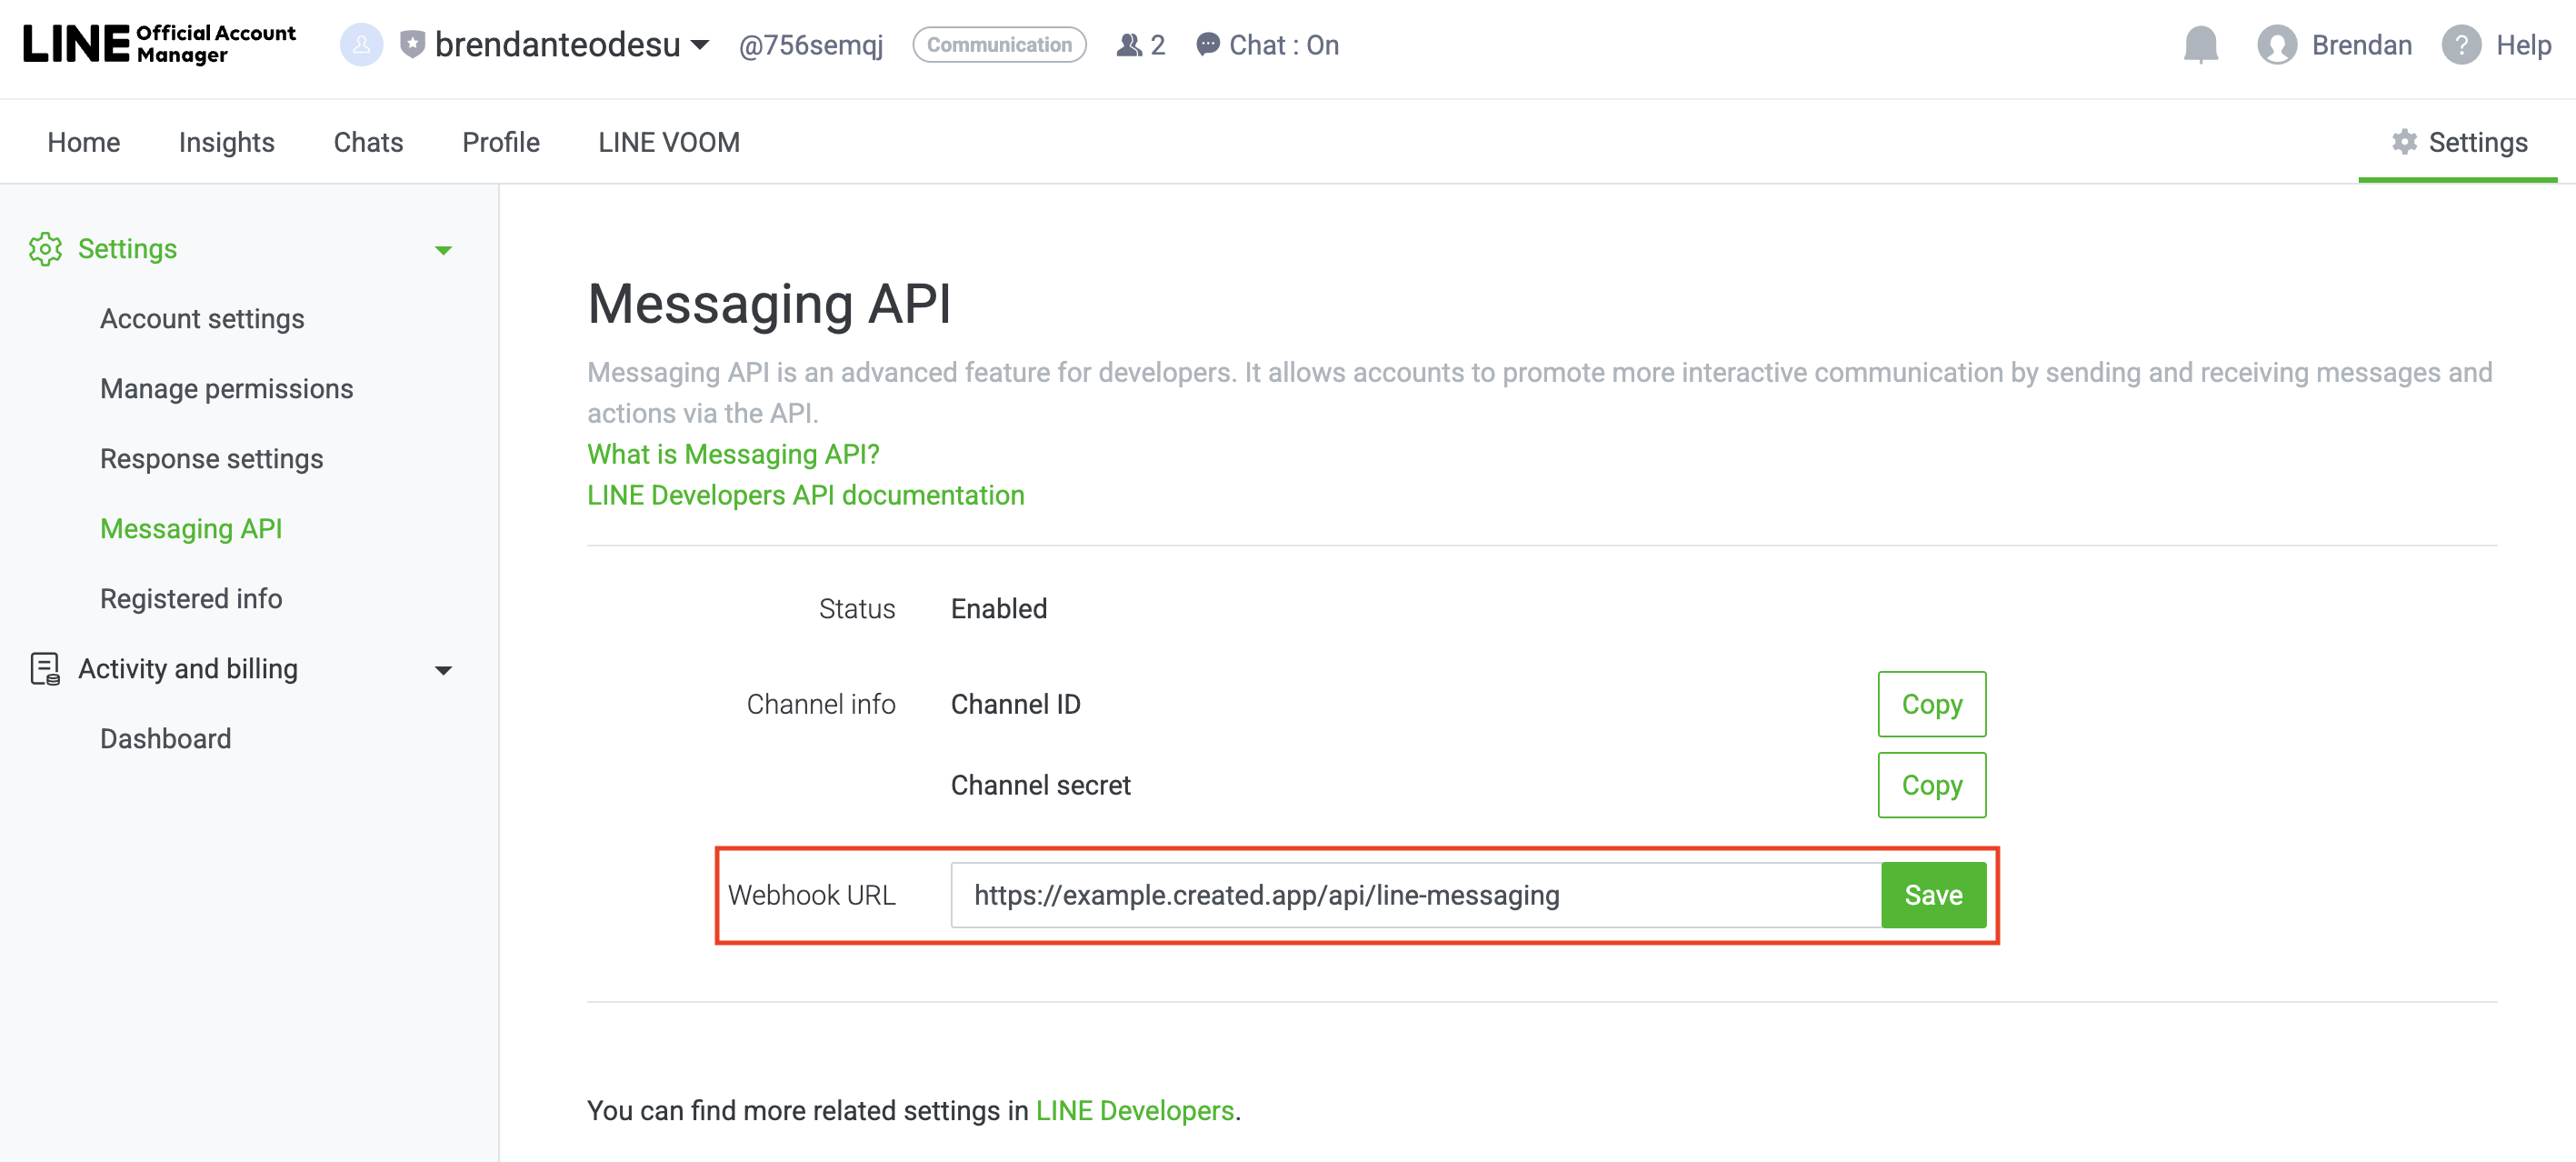 LINE Official Account Manager
brendanteodesu
@756semqj
Communication
2
Chat : On
Brendan
? Help
Home
Insights
Chats
Profile
LINE VOOM
Settings
Settings
Account settings
Manage permissions
Response settings
Messaging API
Registered info
Activity and billing
Dashboard
Messaging API
Messaging API is an advanced feature for developers. It allows accounts to promote more interactive communication by sending and receiving messages and
actions via the API.
What is Messaging API?
LINE Developers API documentation
Status Enabled
Channel info Channel ID Copy
Channel secret Copy
Webhook URL https://example.created.app/api/line-messaging Save
You can find more related settings in LINE Developers.